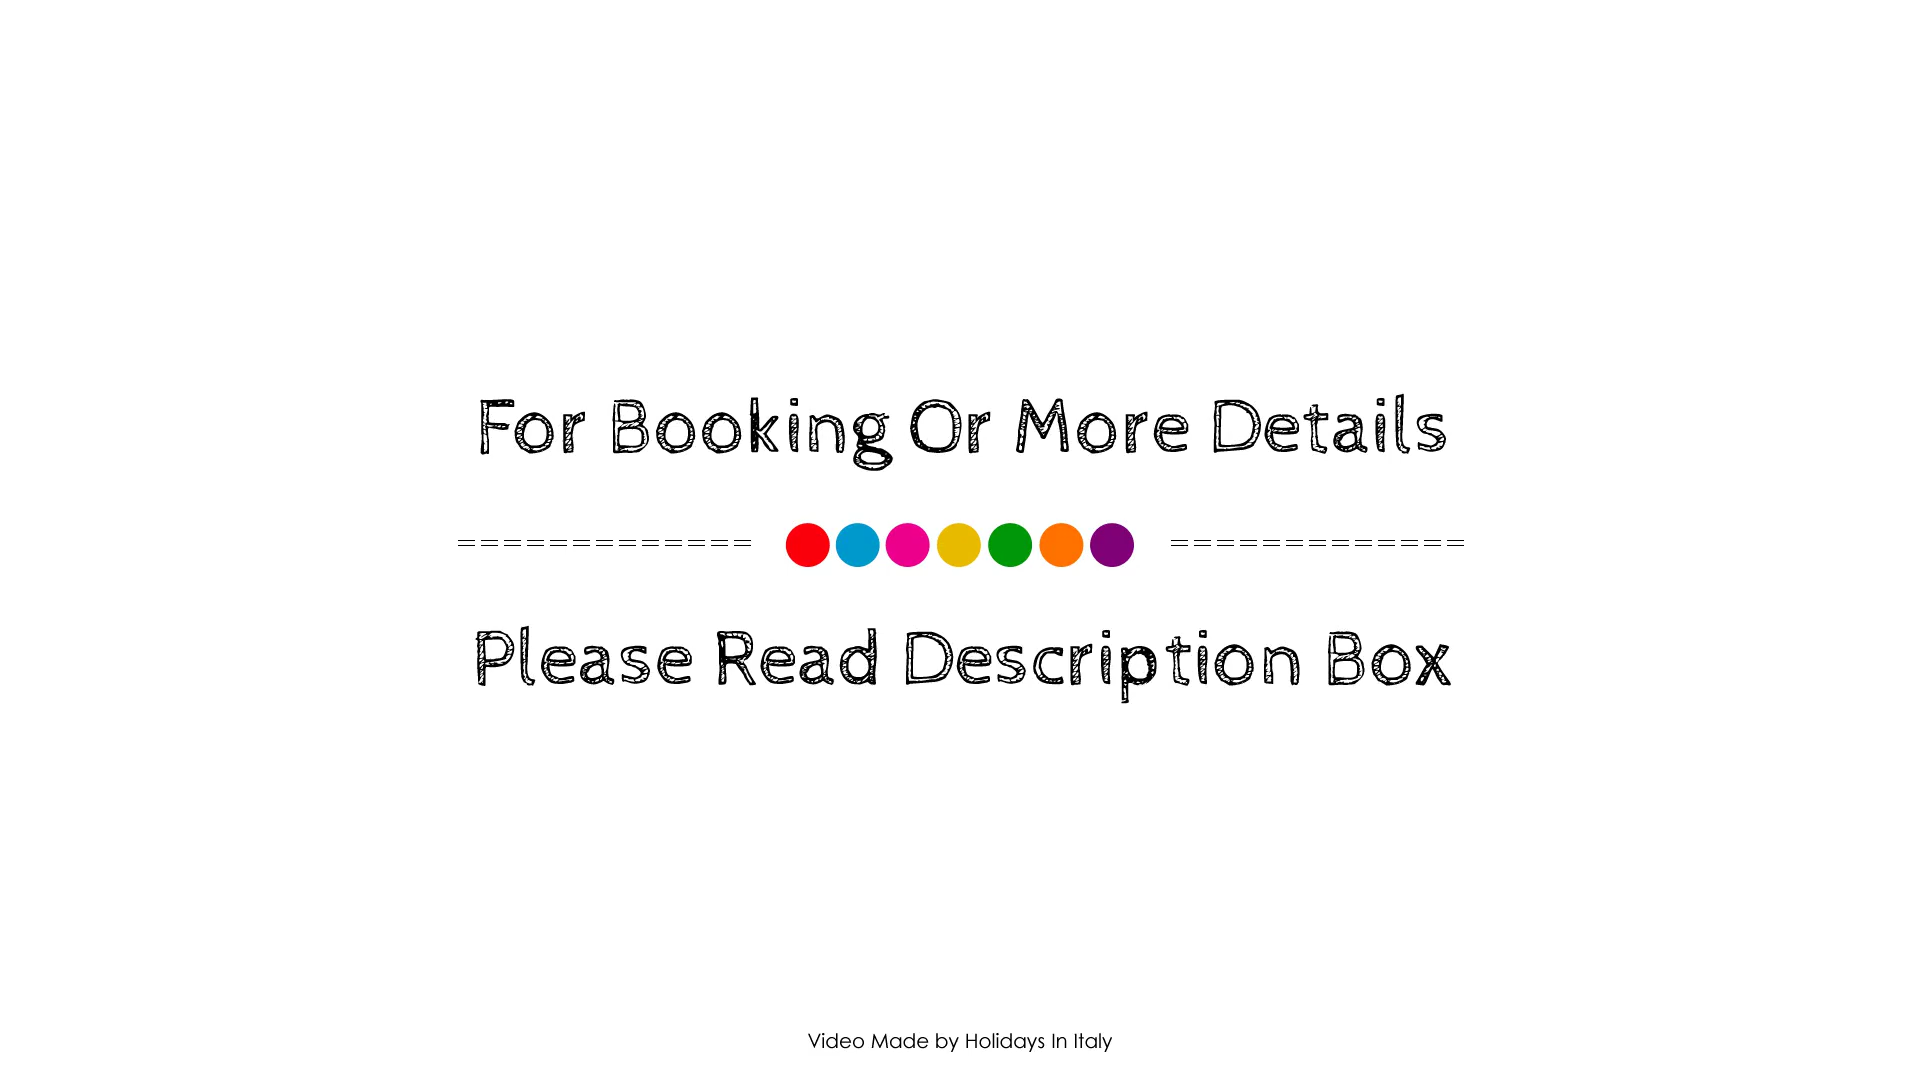 For Booking Or More Details
============= =============
Please Read Description Box
Video Made by Holidays In Italy